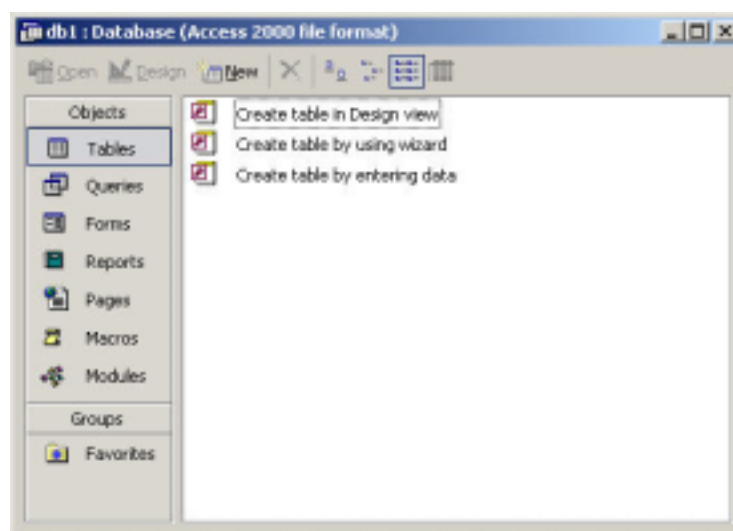 db1 : Database (Access 2000 file format)
Open Design New
Objects
Tables
Queries
Forms
Reports
Pages
Macros
Modules
Groups
Favorites
Create table in Design view
Create table by using wizard
Create table by entering data